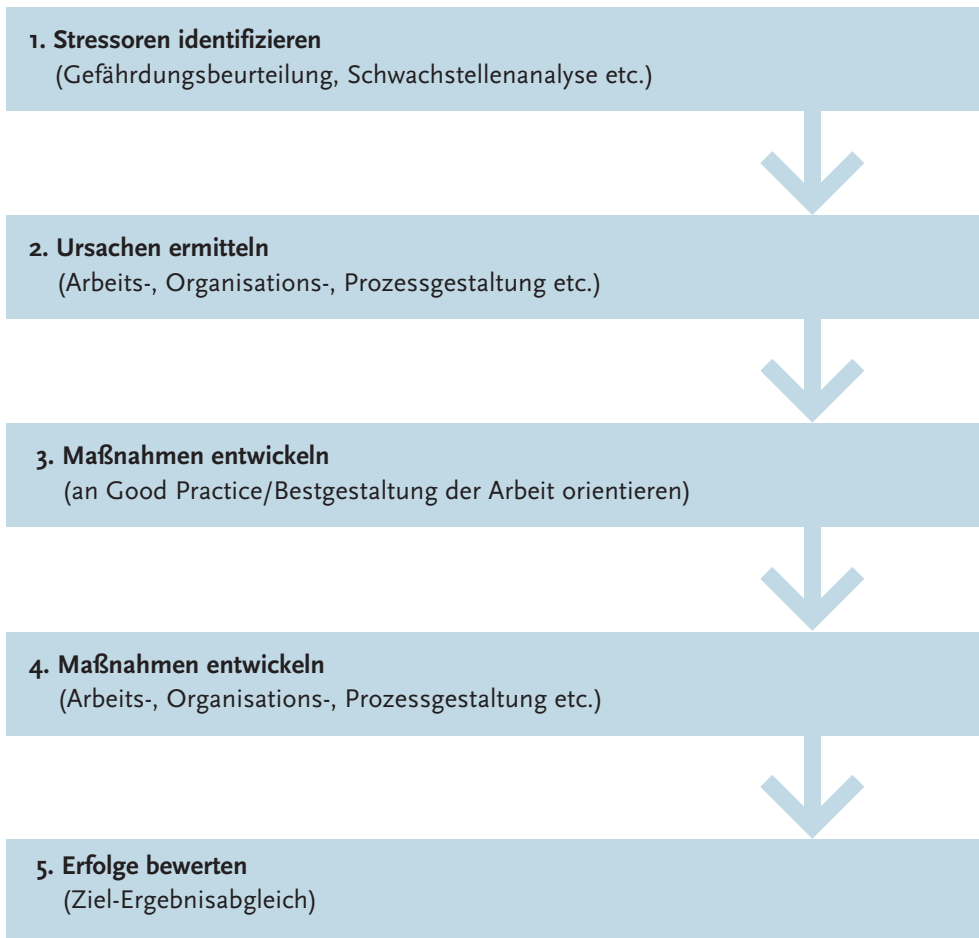 1. Stressoren identifizieren
(Gefährdungsbeurteilung, Schwachstellenanalyse etc.)
2. Ursachen ermitteln
(Arbeits-, Organisations-, Prozessgestaltung etc.)
3. Maßnahmen entwickeln
(an Good Practice/Bestgestaltung der Arbeit orientieren)
4. Maßnahmen entwickeln
(Arbeits-, Organisations-, Prozessgestaltung etc.)
5. Erfolge bewerten
(Ziel-Ergebnisabgleich)